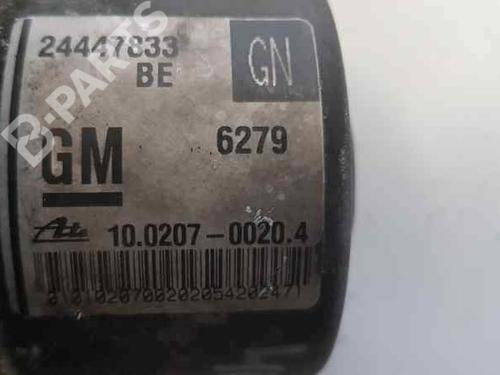 24447833
BE
GN
GM
6279
Ate
10.0207-0020.4
B-PARTS